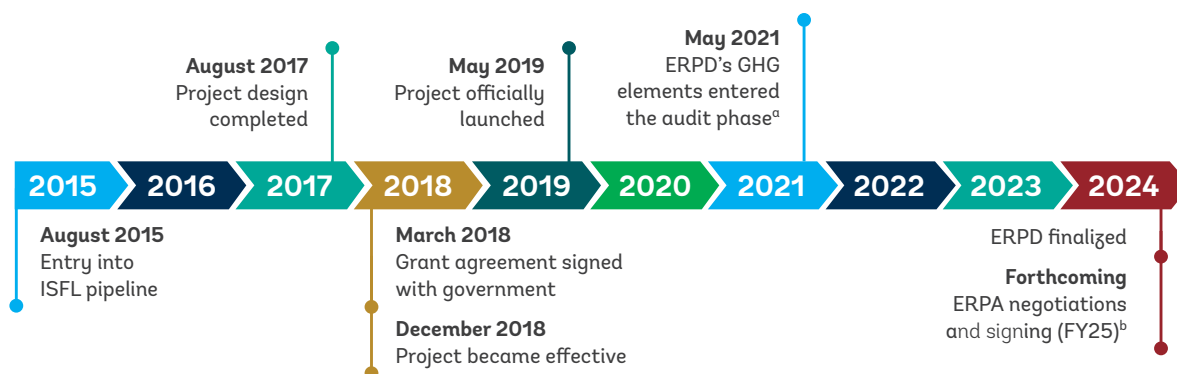 August 2017
Project design
completed
May 2019
Project officially
launched
May 2021
ERPD's GHG
elements entered
the audit phaseᵃ
2015
2016
2017
2018
2019
2020
2021
2022
2023
2024
August 2015
Entry into
ISFL pipeline
March 2018
Grant agreement signed
with government
December 2018
Project became effective
ERPD finalized
Forthcoming
ERPA negotiations
and signing (FY25)ᵇ